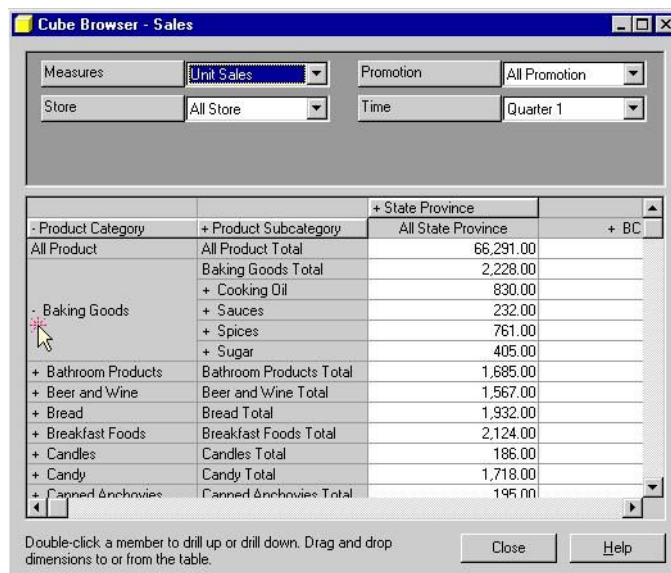 Cube Browser - Sales
Measures Unit Sales Promotion All Promotion
Store All Store Time Quarter 1
+ State Province
- Product Category + Product Subcategory All State Province + BC
All Product All Product Total 66,291.00
Baking Goods Total 2,228.00
+ Cooking Oil 830.00
- Baking Goods + Sauces 232.00
+ Spices 761.00
+ Sugar 405.00
+ Bathroom Products Bathroom Products Total 1,685.00
+ Beer and Wine Beer and Wine Total 1,567.00
+ Bread Bread Total 1,932.00
+ Breakfast Foods Breakfast Foods Total 2,124.00
+ Candles Candles Total 186.00
+ Candy Candy Total 1,718.00
+ Canned Anchovies Canned Anchovies Total 195.00
Double-click a member to drill up or drill down. Drag and drop
dimensions to or from the table.
Close Help